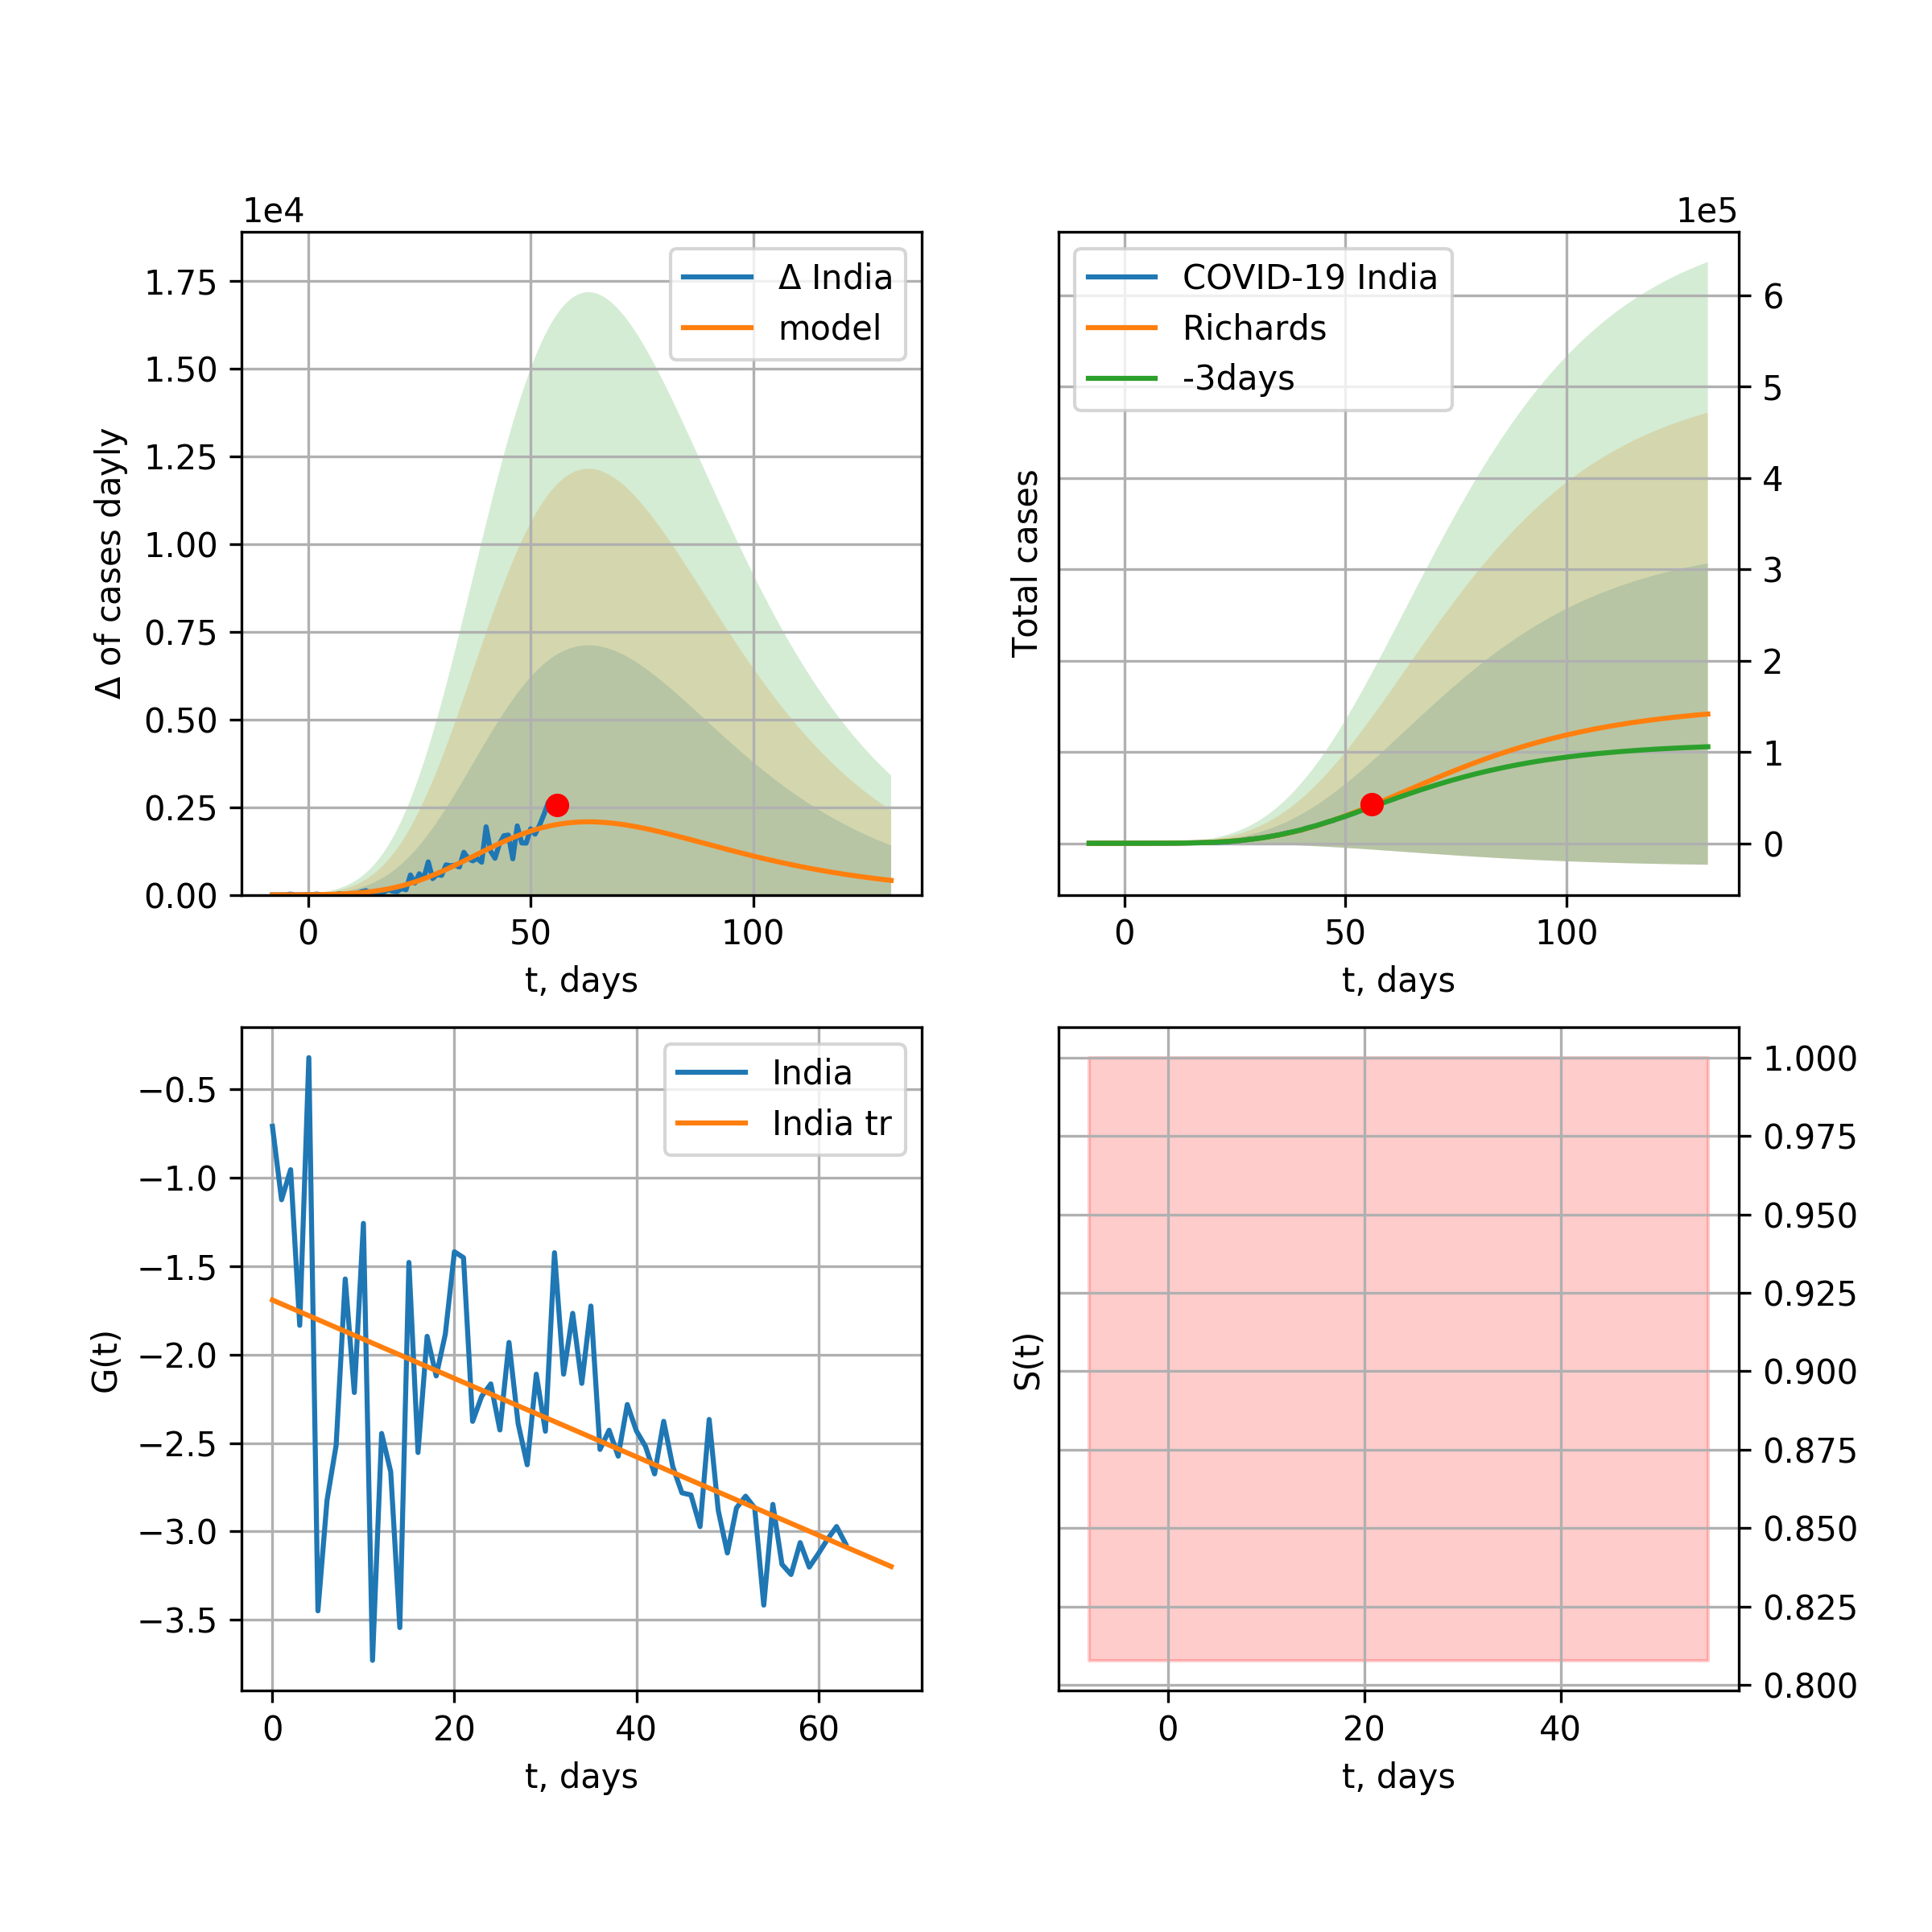 1e4
1.75
1.50
1.25
1.00
0.75
0.50
0.25
0.00
Δ of cases dayly
0 50 100
t, days
Δ India
model
1e5
COVID-19 India
Richards
-3days
6
5
4
3
2
1
0
Total cases
0 50 100
t, days
−0.5
−1.0
−1.5
−2.0
−2.5
−3.0
−3.5
G(t)
0 20 40 60
t, days
India
India tr
1.000
0.975
0.950
0.925
0.900
0.875
0.850
0.825
0.800
S(t)
0 20 40
t, days